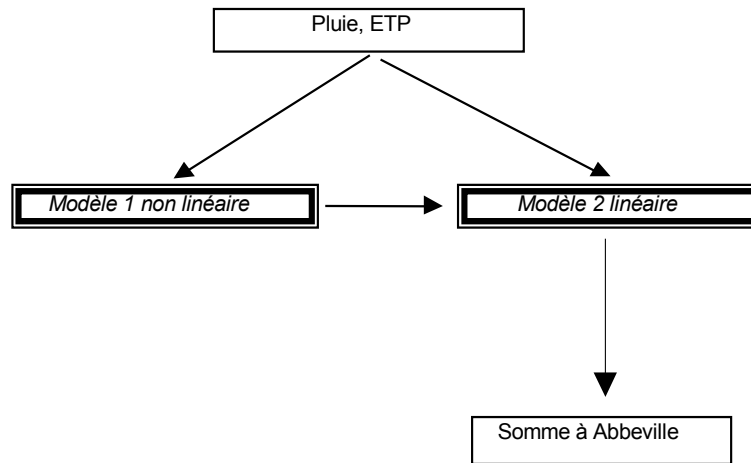 Pluie, ETP
Modèle 1 non linéaire
Modèle 2 linéaire
Somme à Abbeville